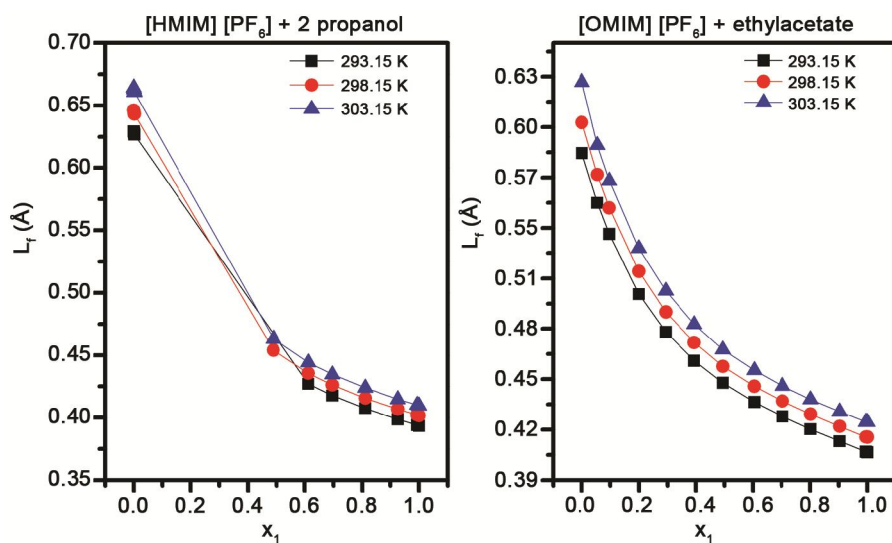 [HMIM] [PF₆] + 2 propanol
293.15 K
298.15 K
303.15 K
0.70
0.65
0.60
0.55
0.50
0.45
0.40
0.35
L_f (Å)
0.0 0.2 0.4 0.6 0.8 1.0
X₁
[OMIM] [PF₆] + ethylacetate
293.15 K
298.15 K
303.15 K
0.63
0.60
0.57
0.55
0.51
0.48
0.45
0.42
0.39
L_f (Å)
0.0 0.2 0.4 0.6 0.8 1.0
X₁